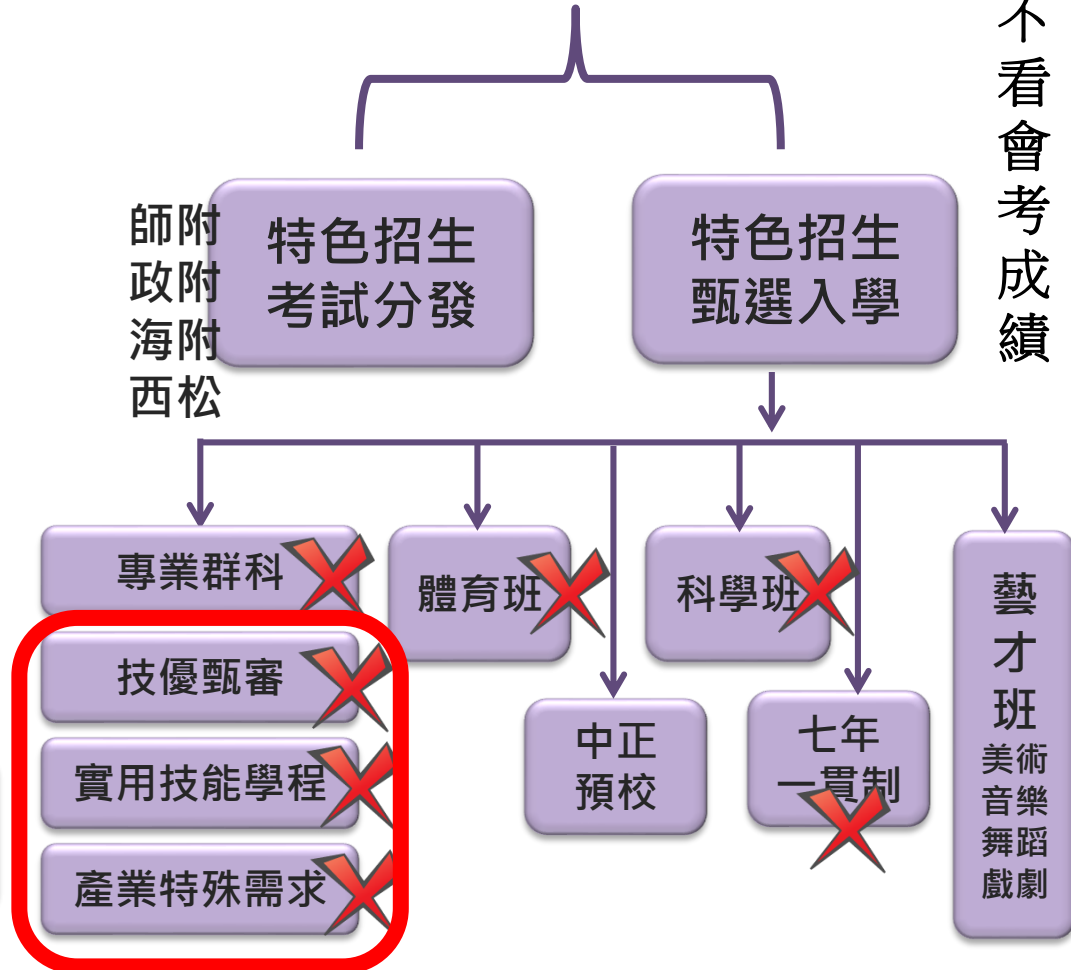 不看會考成績
師附
政附
海附
西松
特色招生
考試分發
特色招生
甄選入學
專業群科
技優甄審
實用技能學程
產業特殊需求
體育班
中正
預校
科學班
七年
一貫制
藝才班
美術
音樂
舞蹈
戲劇